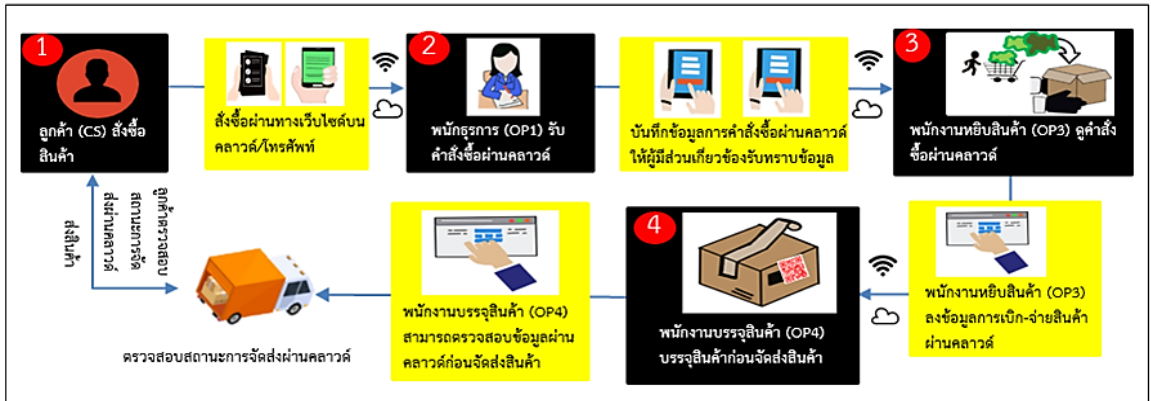 1
ลูกค้า (CS) สั่งซื้อ
สินค้า
สั่งซื้อผ่านทางเว็บไซต์บน
คลาวด์/โทรศัพท์
2
พนักธุรการ (OP1) รับ
คำสั่งซื้อผ่านคลาวด์
บันทึกข้อมูลการคำสั่งซื้อผ่านคลาวด์
ให้ผู้มีส่วนเกี่ยวข้องรับทราบข้อมูล
3
พนักงานหยิบสินค้า (OP3) ดูคำสั่ง
ซื้อผ่านคลาวด์
พนักงานหยิบสินค้า (OP3)
ลงข้อมูลการเบิก-จ่ายสินค้า
ผ่านคลาวด์
4
พนักงานบรรจุสินค้า (OP4)
บรรจุสินค้าก่อนจัดส่งสินค้า
พนักงานบรรจุสินค้า (OP4)
สามารถตรวจสอบข้อมูลผ่าน
คลาวด์ก่อนจัดส่งสินค้า
ตรวจสอบสถานะการจัดส่งผ่านคลาวด์
ลูกค้าตรวจสอบ
สถานะการจัด
ส่งผ่านคลาวด์
ส่งสินค้า